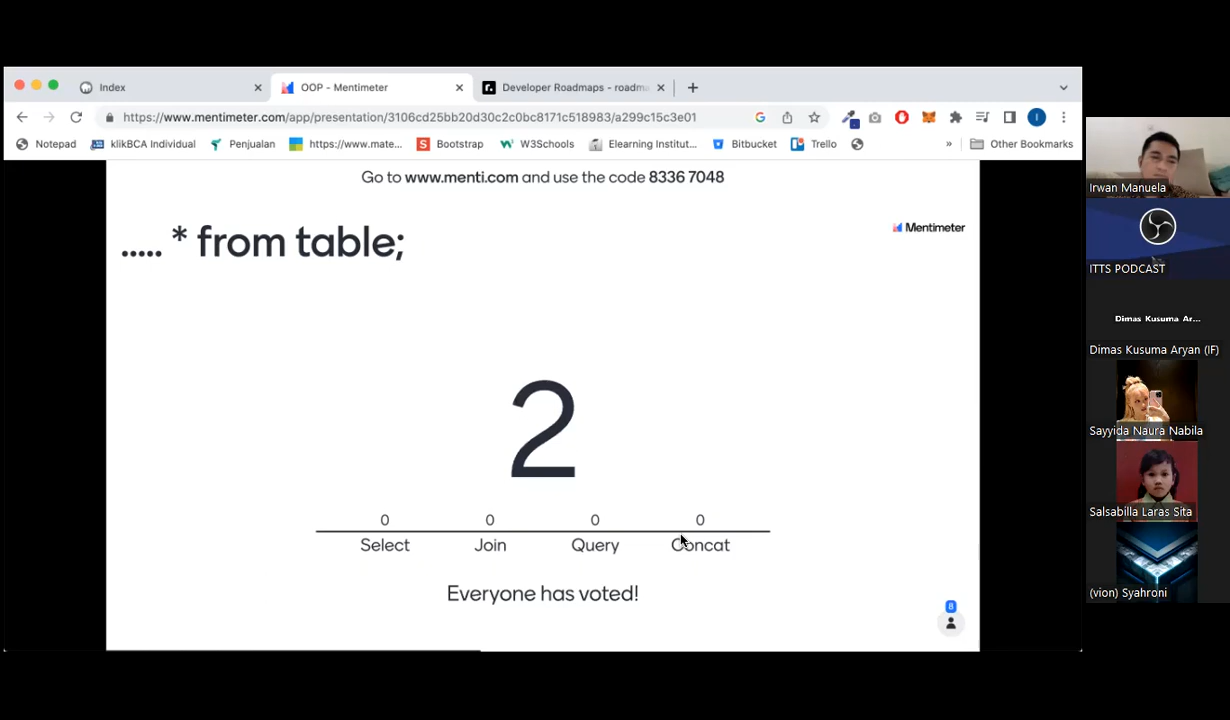 Index
OOP - Mentimeter
Developer Roadmaps - roadma
https://www.mentimeter.com/app/presentation/3106cd25bb20d30c2c0bc8171c518983/a299c15c3e01
Notepad
klikBCA Individual
Penjualan
https://www.mate...
Bootstrap
W3Schools
Elearning Institut...
Bitbucket
Trello
»
Other Bookmarks
Go to www.menti.com and use the code 8336 7048
..... * from table;
Mentimeter
2
0 0 0 0
Select Join Query Concat
Everyone has voted!
8
Irwan Manuela
ITTS PODCAST
Dimas Kusuma Ar...
Dimas Kusuma Aryan (IF)
Sayyida Naura Nabila
Salsabilla Laras Sita
(vion) Syahroni